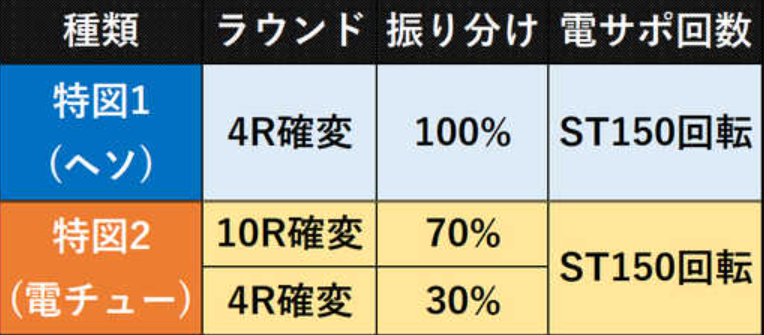 種類 ラウンド 振り分け 電サポ回数
特図1
(ヘソ)
4R確変 100% ST150回転
特図2
(電チュー)
10R確変 70%
4R確変 30%
ST150回転